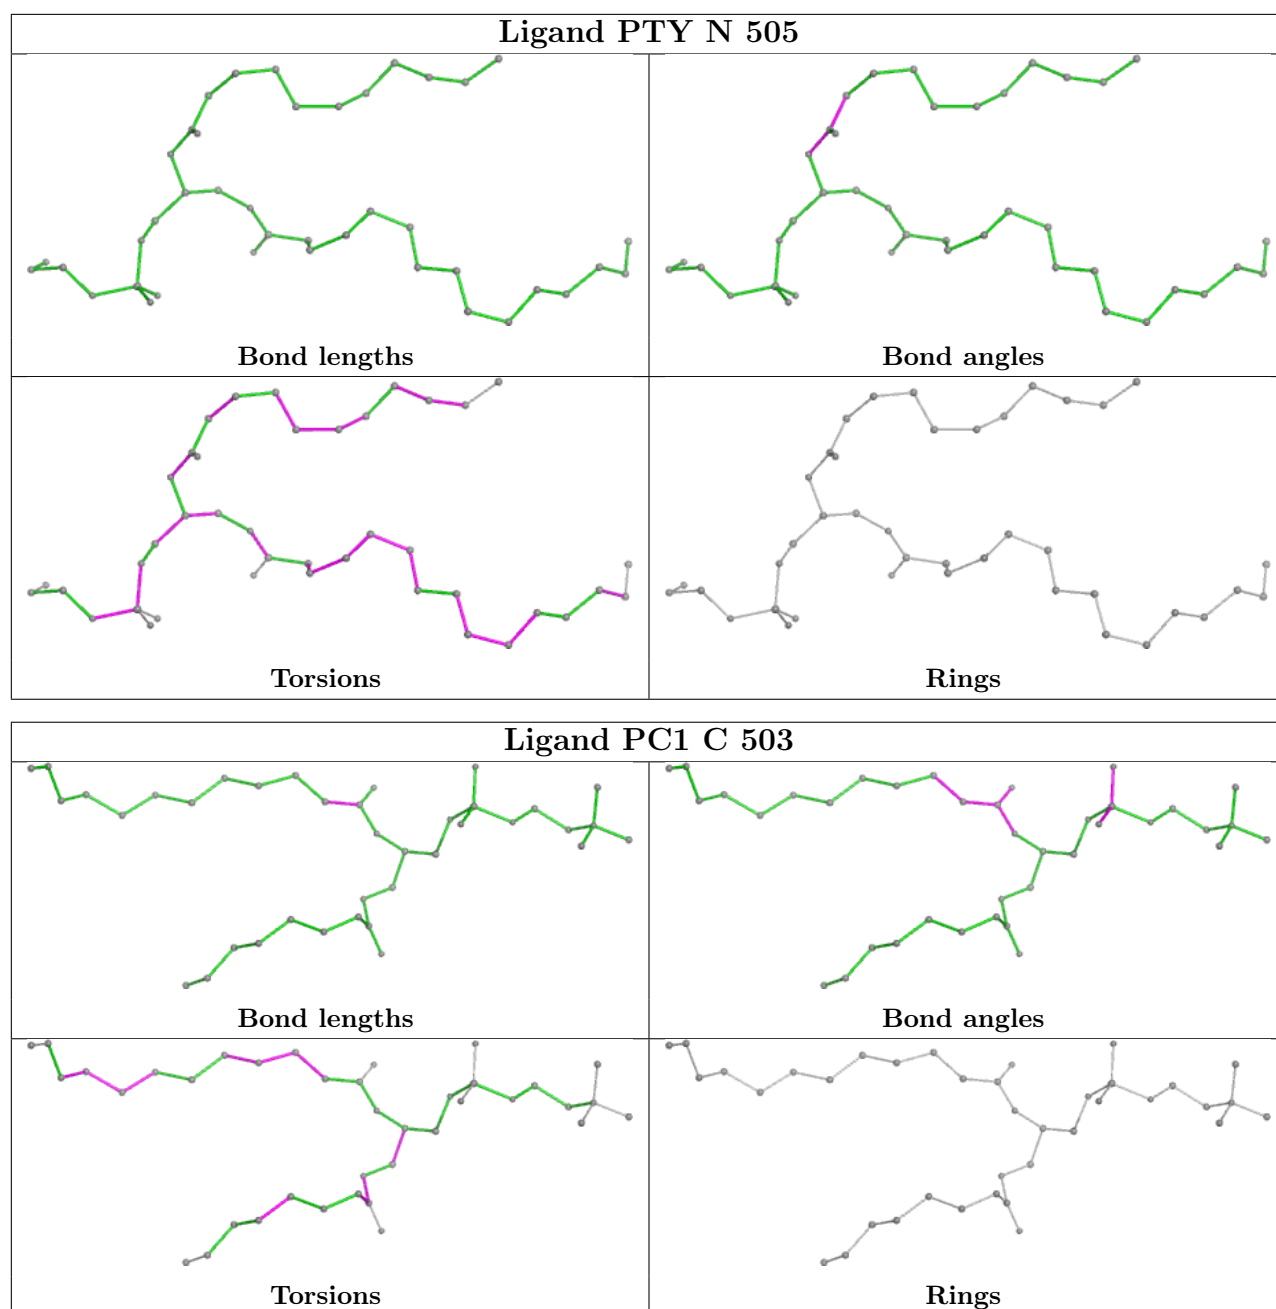 Ligand PTY N 505
Bond lengths
Bond angles
Torsions
Rings
Ligand PC1 C 503
Bond lengths
Bond angles
Torsions
Rings